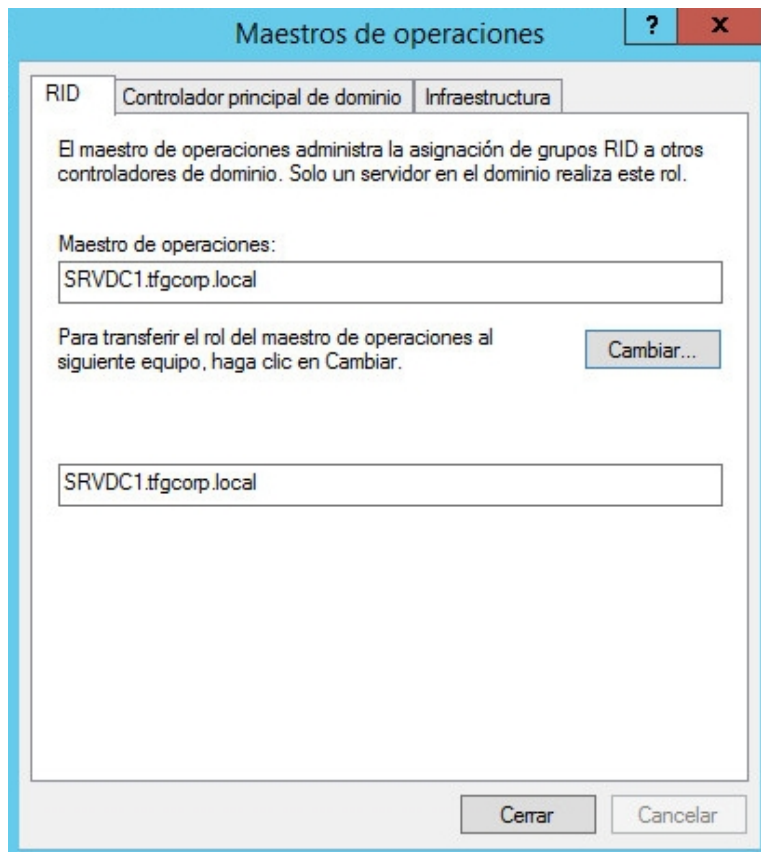 Maestros de operaciones
?
x
RID
Controlador principal de dominio
Infraestructura
El maestro de operaciones administra la asignación de grupos RID a otros
controladores de dominio. Solo un servidor en el dominio realiza este rol.
Maestro de operaciones:
SRVDC1.tfgcorp.local
Para transferir el rol del maestro de operaciones al
siguiente equipo, haga clic en Cambiar.
Cambiar...
SRVDC1.tfgcorp.local
Cerrar
Cancelar